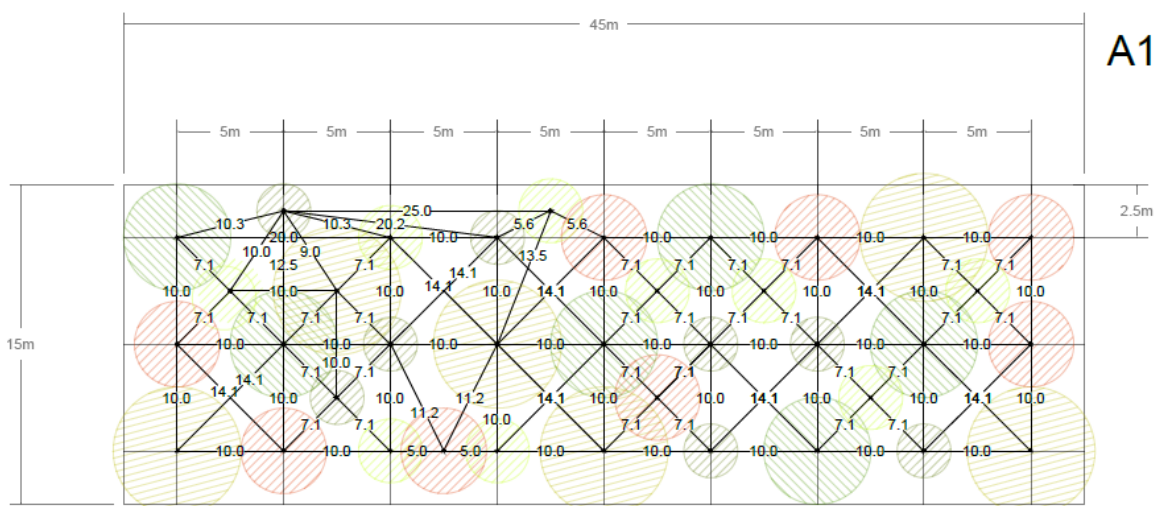 45m
A1
5m 5m 5m 5m 5m 5m 5m 5m
25.0 2.5m
10.3 10.3 20.2 5.6 5.6
20.0 10.0 10.0 10.0 10.0 10.0
10.0 9.0 13.5
7.1 12.5 7.1 14.1 7.1 7.1 7.1 7.1 7.1 7.1
10.0 10.0 10.0 14.1 10.0 14.1 10.0 10.0 10.0 14.1 10.0 10.0
7.1 7.1 7.1 7.1 7.1 7.1 7.1 7.1 7.1 7.1
15m 10.0 10.0 10.0 10.0 10.0 10.0 10.0 10.0
10.0
14.1 7.1 7.1 7.1 7.1 7.1 7.1
10.0 14.1 10.0 10.0 11.2 14.1 10.0 10.0 14.1 10.0 10.0 14.1 10.0
11.2 10.0
7.1 7.1 7.1 7.1 7.1 7.1
10.0 10.0 5.0 5.0 10.0 10.0 10.0 10.0 10.0